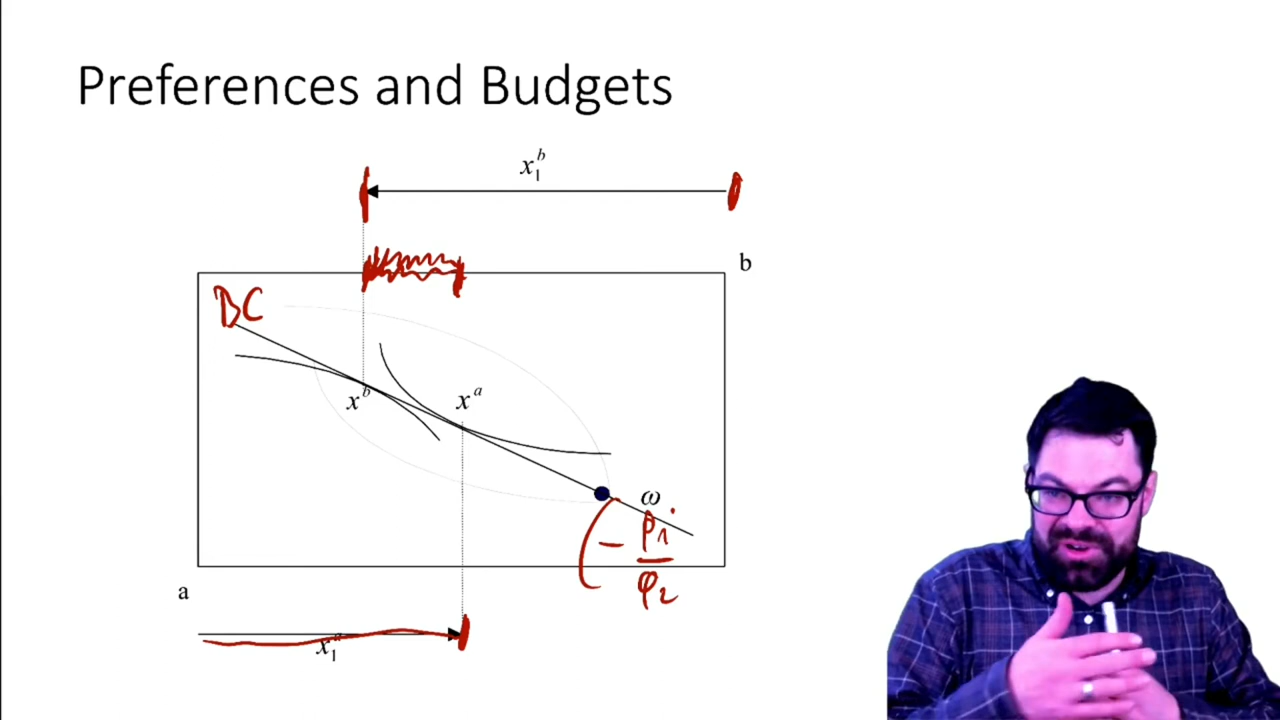 Preferences and Budgets
x₁ᵇ
b
BC
xᵇ
xᵃ
ω
− p₁
p₂
a
x₁ᵃ